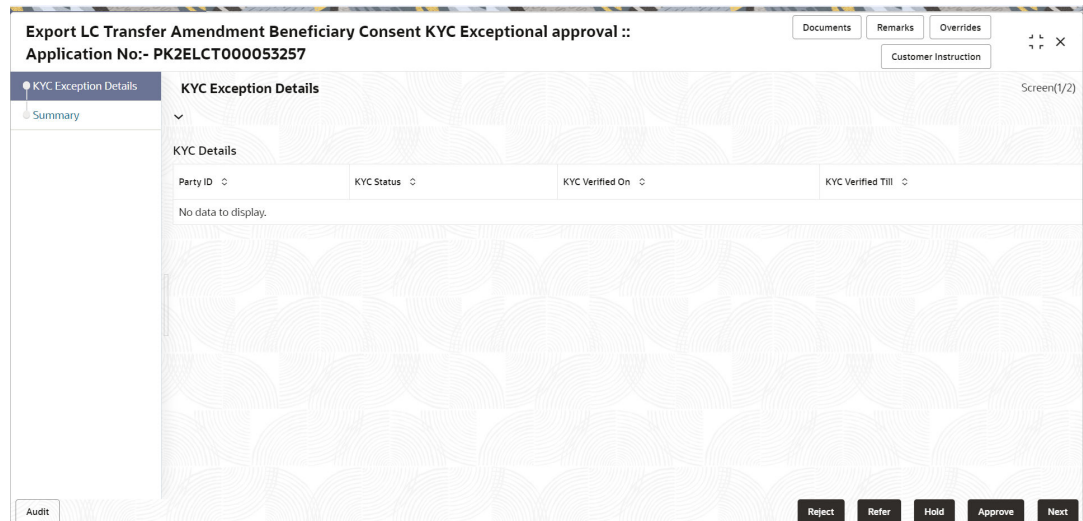 Export LC Transfer Amendment Beneficiary Consent KYC Exceptional approval ::
Application No:- PK2ELCT000053257
Documents
Remarks
Overrides
Customer Instruction
KYC Exception Details
Summary
KYC Exception Details
Screen(1/2)
KYC Details
Party ID KYC Status KYC Verified On KYC Verified Till
No data to display.
Audit
Reject
Refer
Hold
Approve
Next